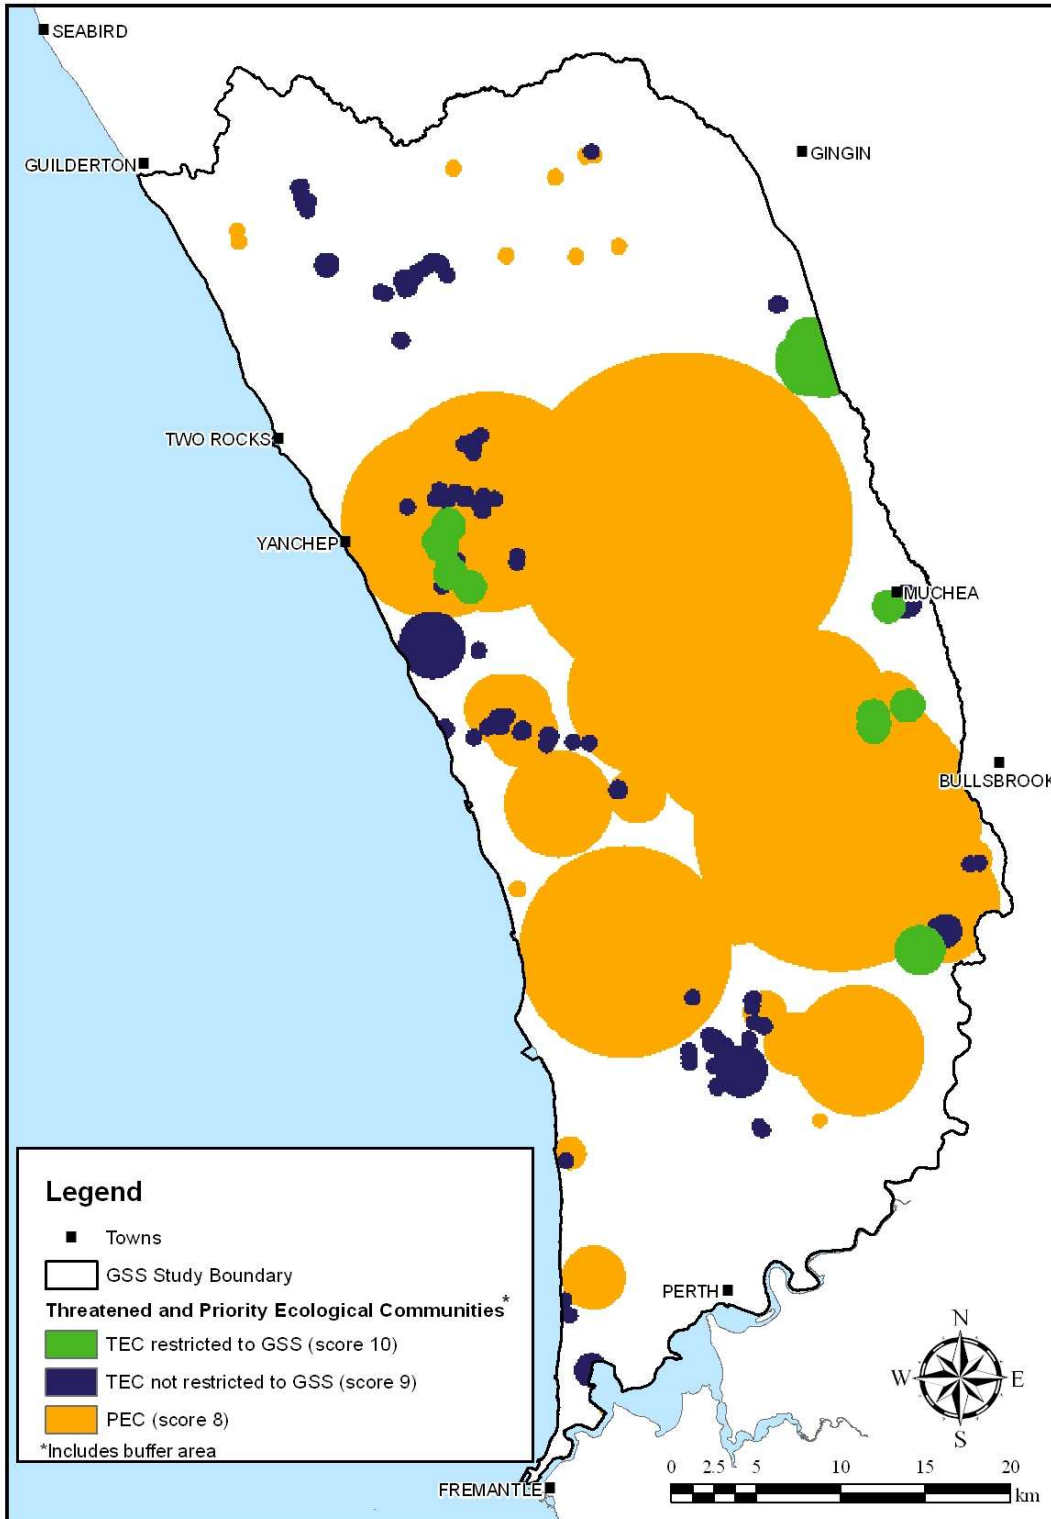 SEABIRD
GUILDERTON
GINGIN
TWO ROCKS
YANCHEP
MUCHEA
BULLSBROOK
Legend
Towns
GSS Study Boundary
Threatened and Priority Ecological Communities*
TEC restricted to GSS (score 10)
TEC not restricted to GSS (score 9)
PEC (score 8)
*Includes buffer area
PERTH
FREMANTLE
N
W E
S
0 2.5 5 10 15 20
km